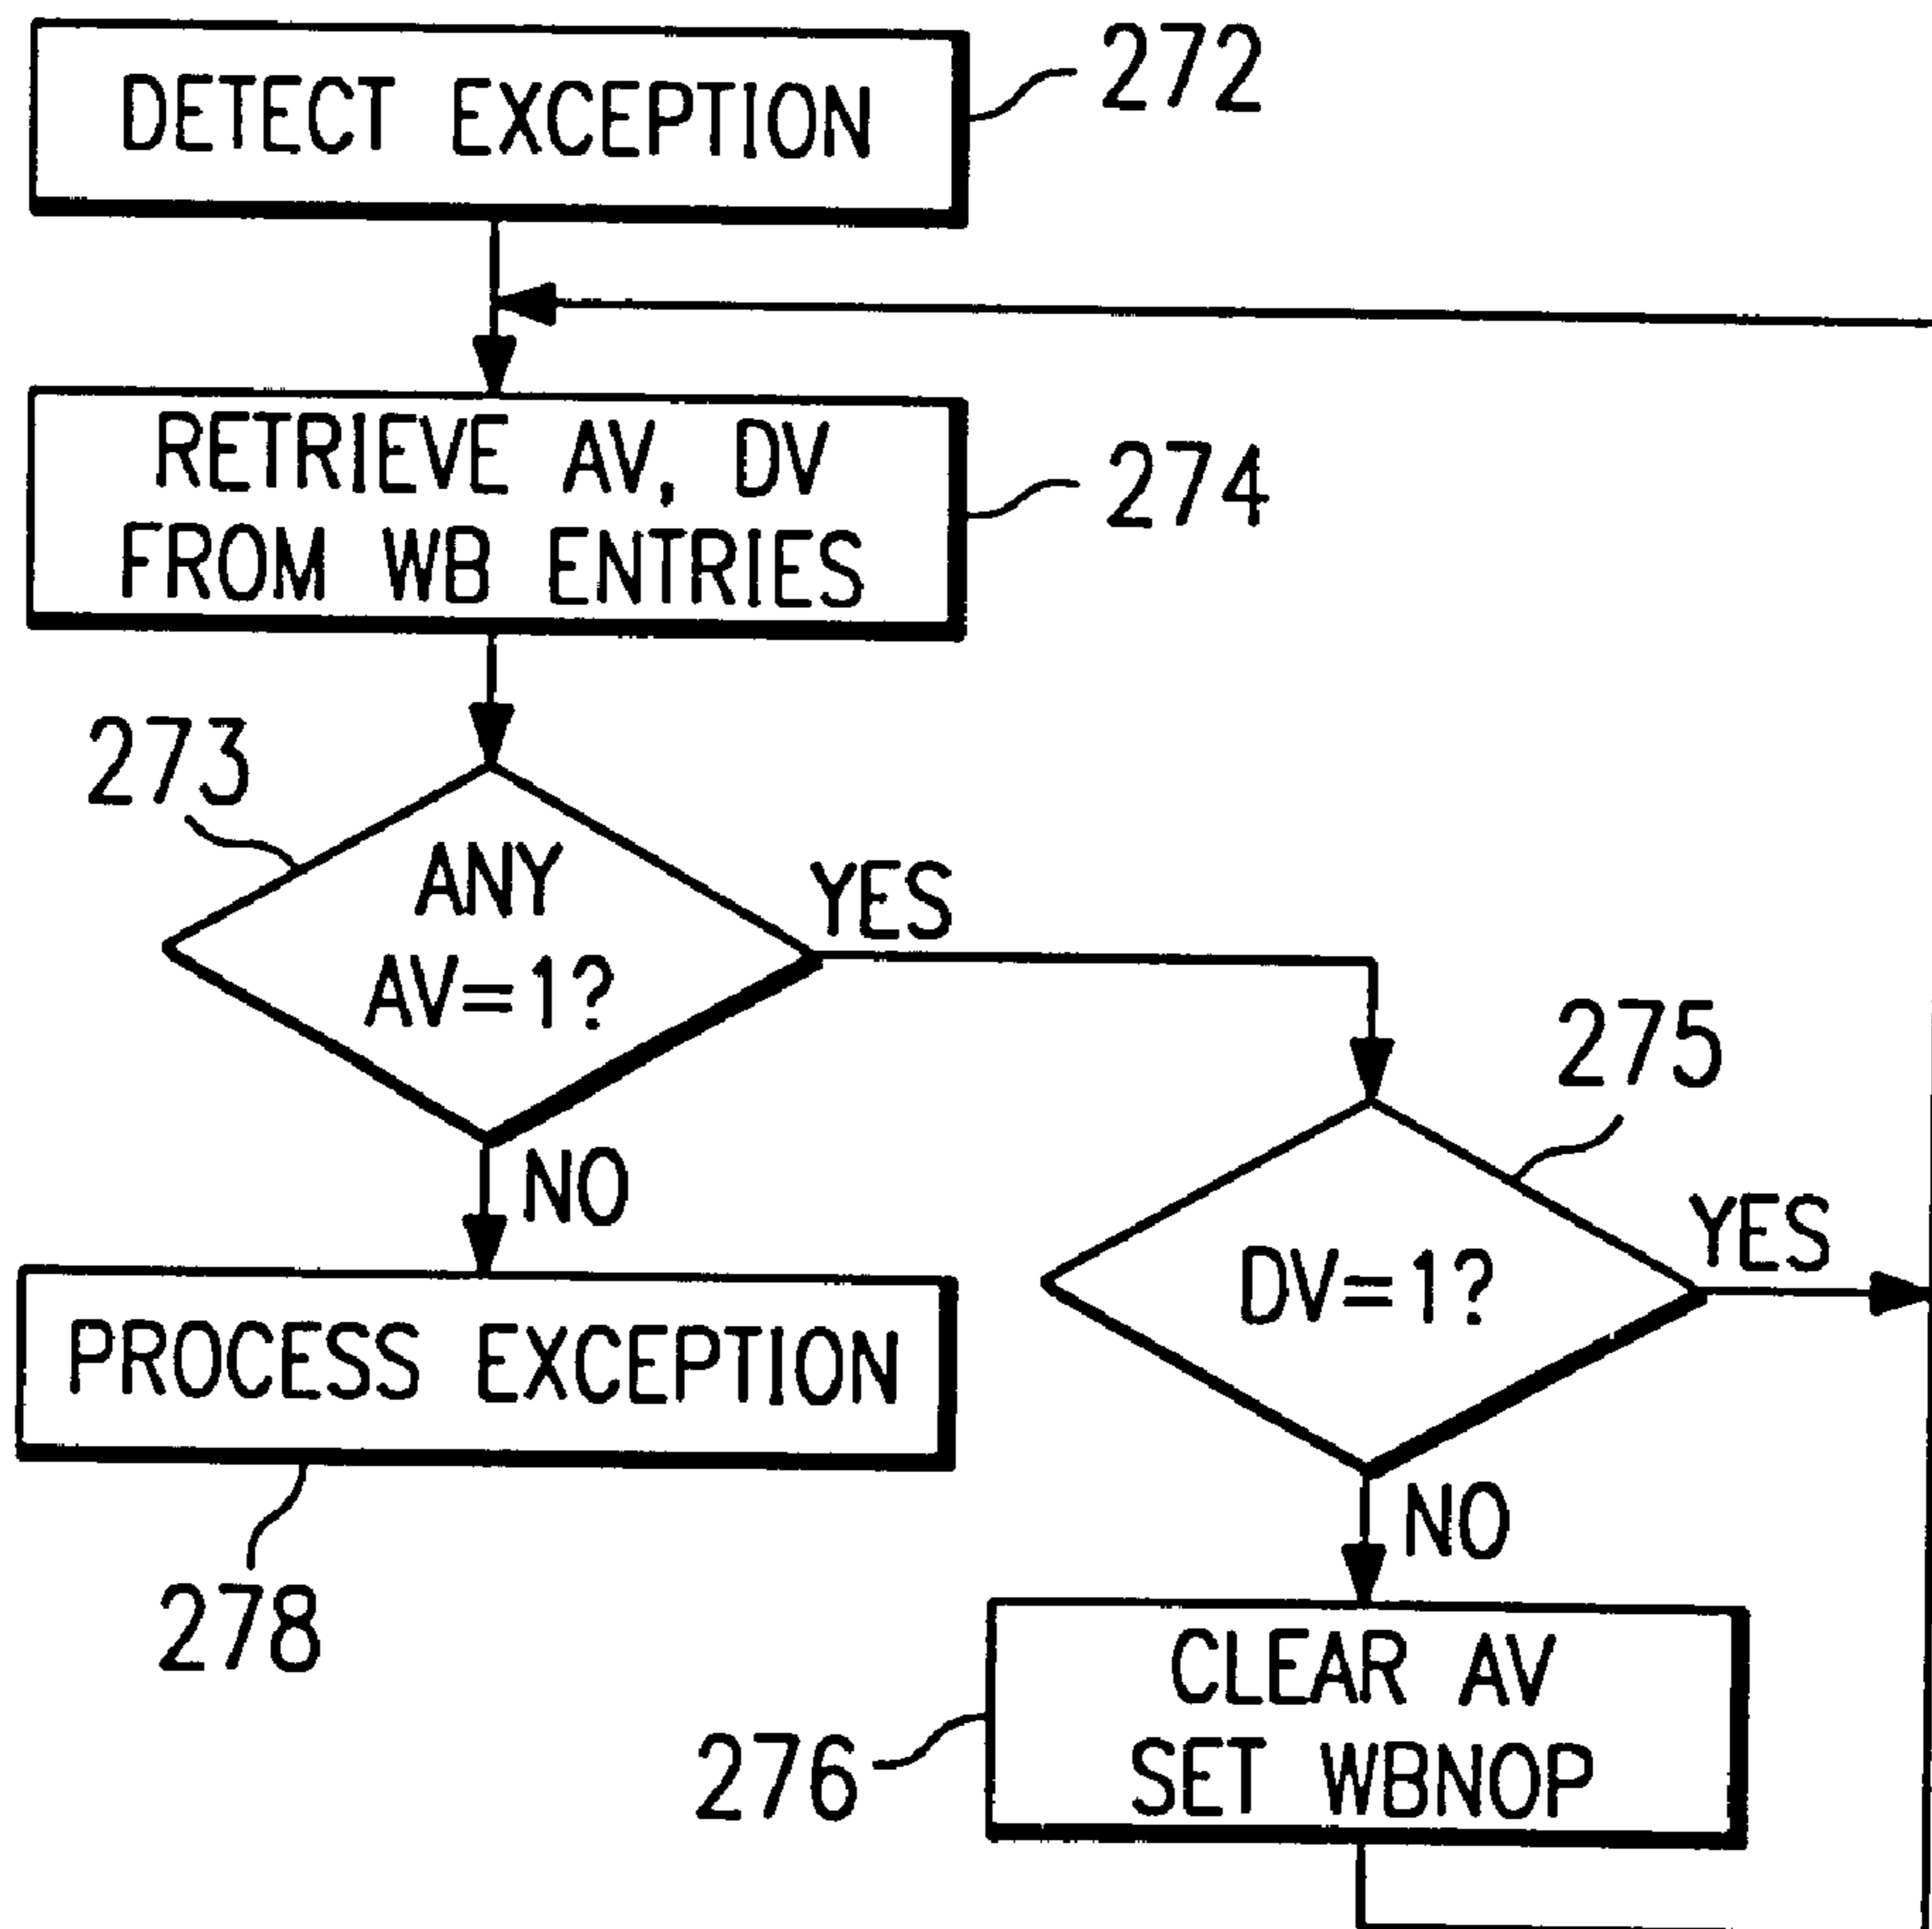 DETECT EXCEPTION
272
RETRIEVE AV, DV
FROM WB ENTRIES
274
273
ANY
AV=1?
YES
NO
275
DV=1?
YES
NO
PROCESS EXCEPTION
278
CLEAR AV
SET WBNOP
276